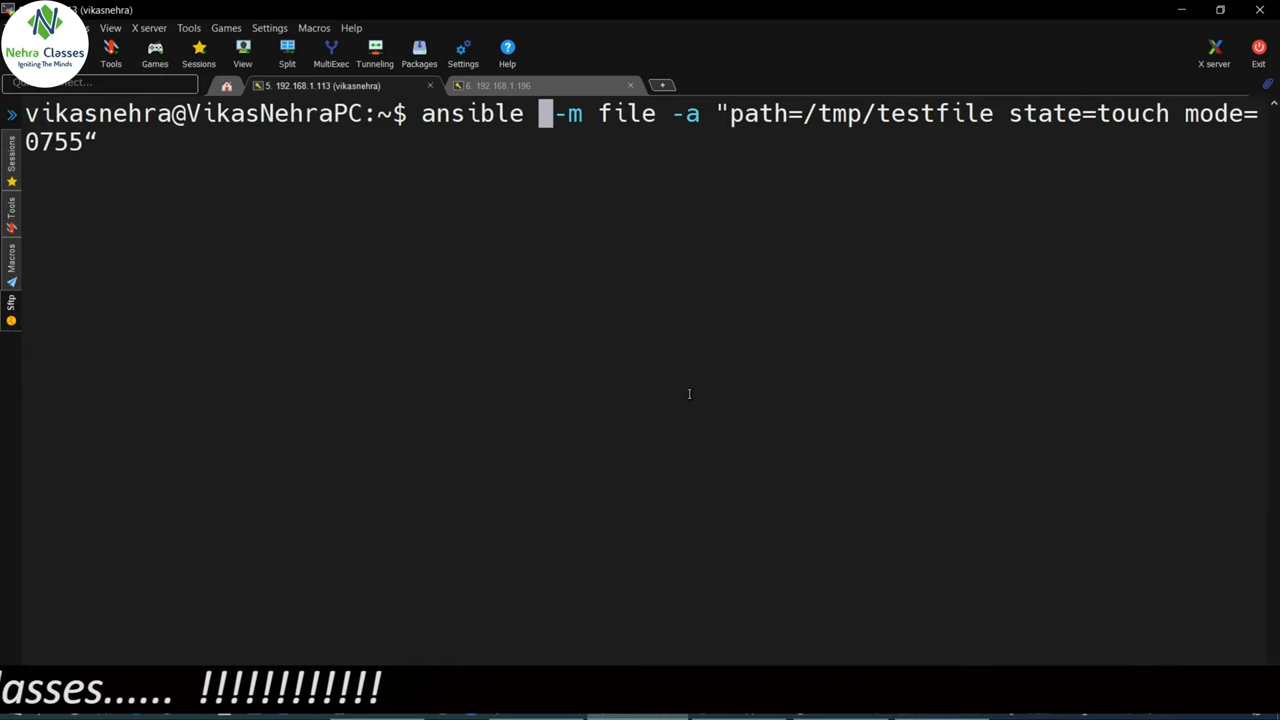 (vikasnehra)
View X server Tools Games Settings Macros Help
Nehra Classes
Igniting The Minds
Tools Games Sessions View Split MultiExec Tunneling Packages Settings Help X server Exit
5. 192.168.1.113 (vikasnehra) 6. 192.168.1.196
vikasnehra@VikasNehraPC:~$ ansible -m file -a "path=/tmp/testfile state=touch mode=
0755“
Sessions
Tools
Macros
Sftp
lasses...... !!!!!!!!!!!!!